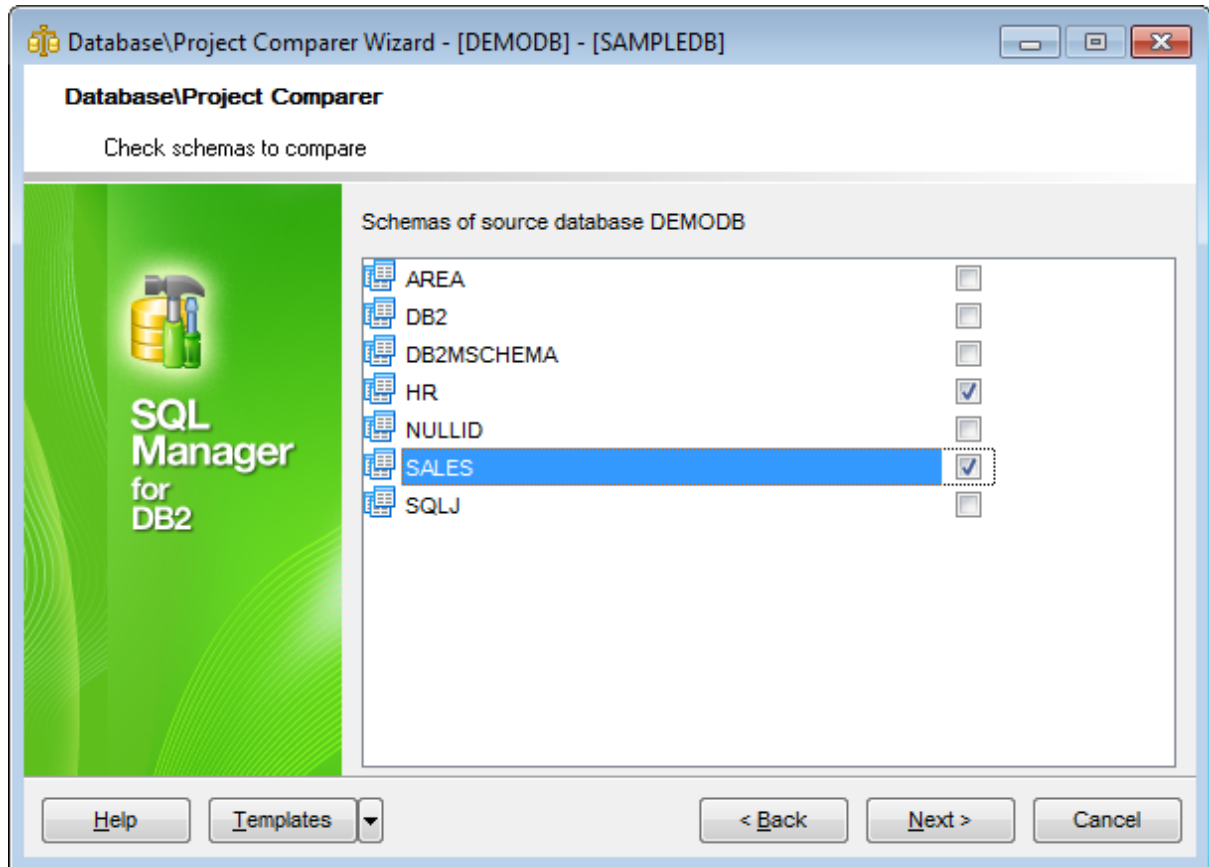 Database\Project Comparer Wizard - [DEMODB] - [SAMPLEDB]
Database\Project Comparer
Check schemas to compare
Schemas of source database DEMODB
AREA
DB2
DB2MSCHEMA
HR
NULLID
SALES
SQLJ
SQL
Manager
for
DB2
Help
Templates
< Back
Next >
Cancel